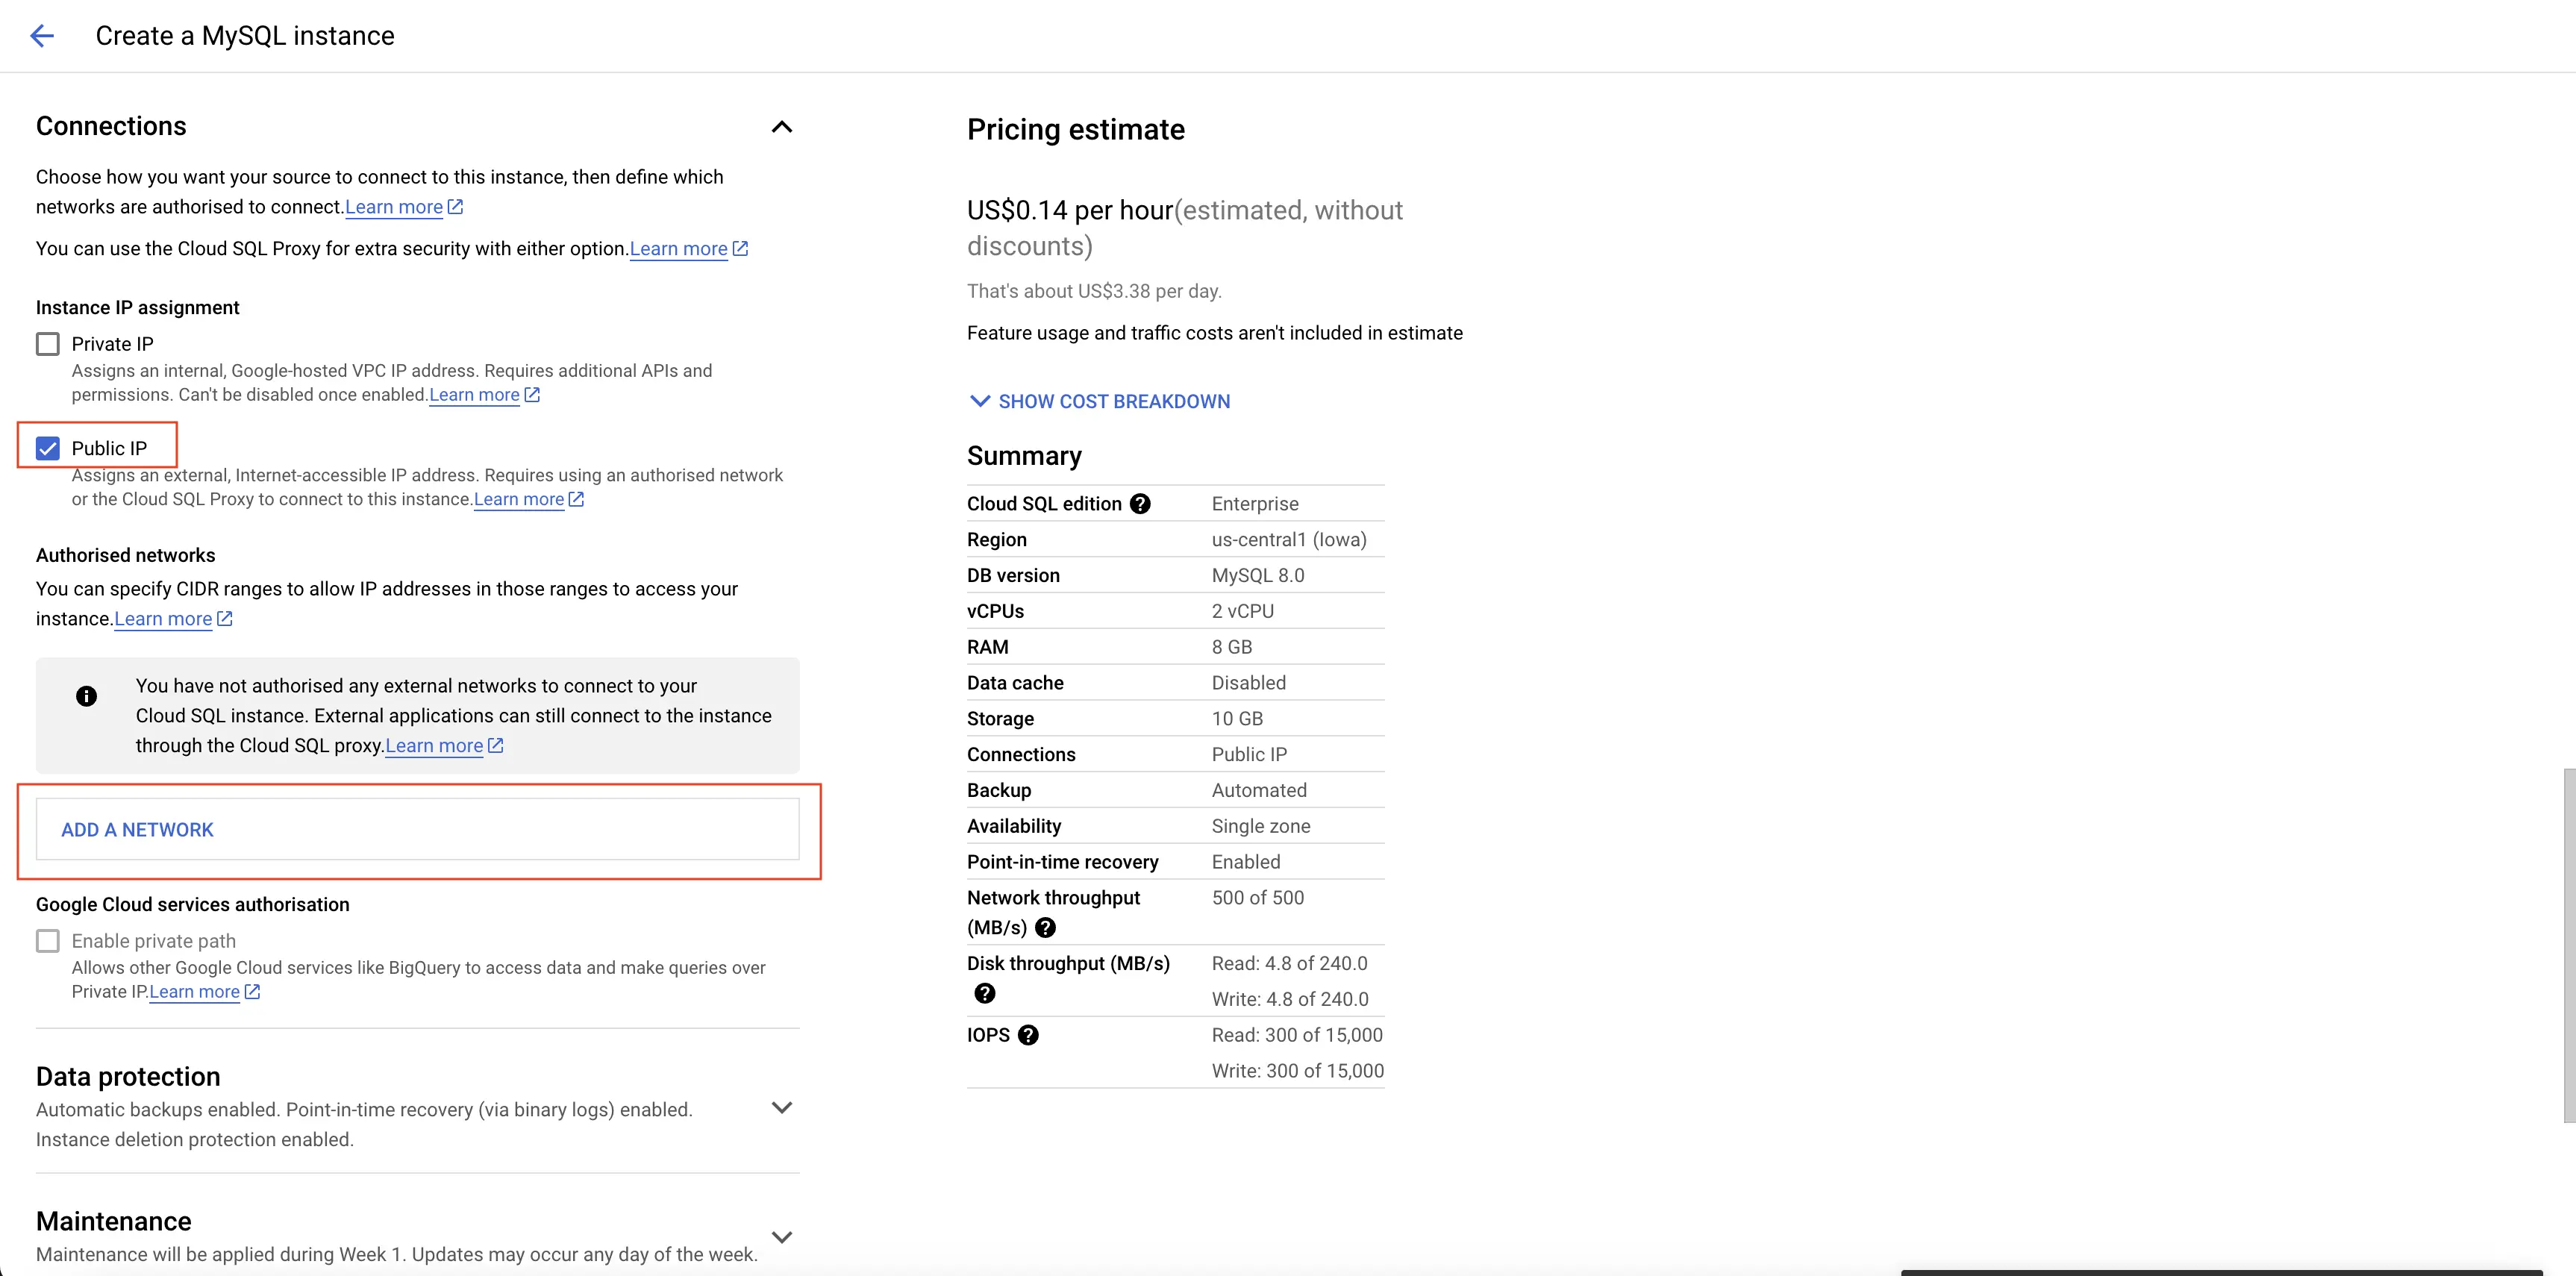 Create a MySQL instance
Connections
Choose how you want your source to connect to this instance, then define which
networks are authorised to connect.Learn more
You can use the Cloud SQL Proxy for extra security with either option.Learn more
Instance IP assignment
Private IP
Assigns an internal, Google-hosted VPC IP address. Requires additional APIs and
permissions. Can't be disabled once enabled.Learn more
Public IP
Assigns an external, Internet-accessible IP address. Requires using an authorised network
or the Cloud SQL Proxy to connect to this instance.Learn more
Authorised networks
You can specify CIDR ranges to allow IP addresses in those ranges to access your
instance.Learn more
You have not authorised any external networks to connect to your
Cloud SQL instance. External applications can still connect to the instance
through the Cloud SQL proxy.Learn more
ADD A NETWORK
Google Cloud services authorisation
Enable private path
Allows other Google Cloud services like BigQuery to access data and make queries over
Private IP.Learn more
Data protection
Automatic backups enabled. Point-in-time recovery (via binary logs) enabled.
Instance deletion protection enabled.
Maintenance
Maintenance will be applied during Week 1. Updates may occur any day of the week.
Pricing estimate
US$0.14 per hour(estimated, without
discounts)
That's about US$3.38 per day.
Feature usage and traffic costs aren't included in estimate
SHOW COST BREAKDOWN
Summary
Cloud SQL edition ? Enterprise
Region us-central1 (Iowa)
DB version MySQL 8.0
vCPUs 2 vCPU
RAM 8 GB
Data cache Disabled
Storage 10 GB
Connections Public IP
Backup Automated
Availability Single zone
Point-in-time recovery Enabled
Network throughput 500 of 500
(MB/s) ?
Disk throughput (MB/s) Read: 4.8 of 240.0
? Write: 4.8 of 240.0
IOPS ? Read: 300 of 15,000
Write: 300 of 15,000